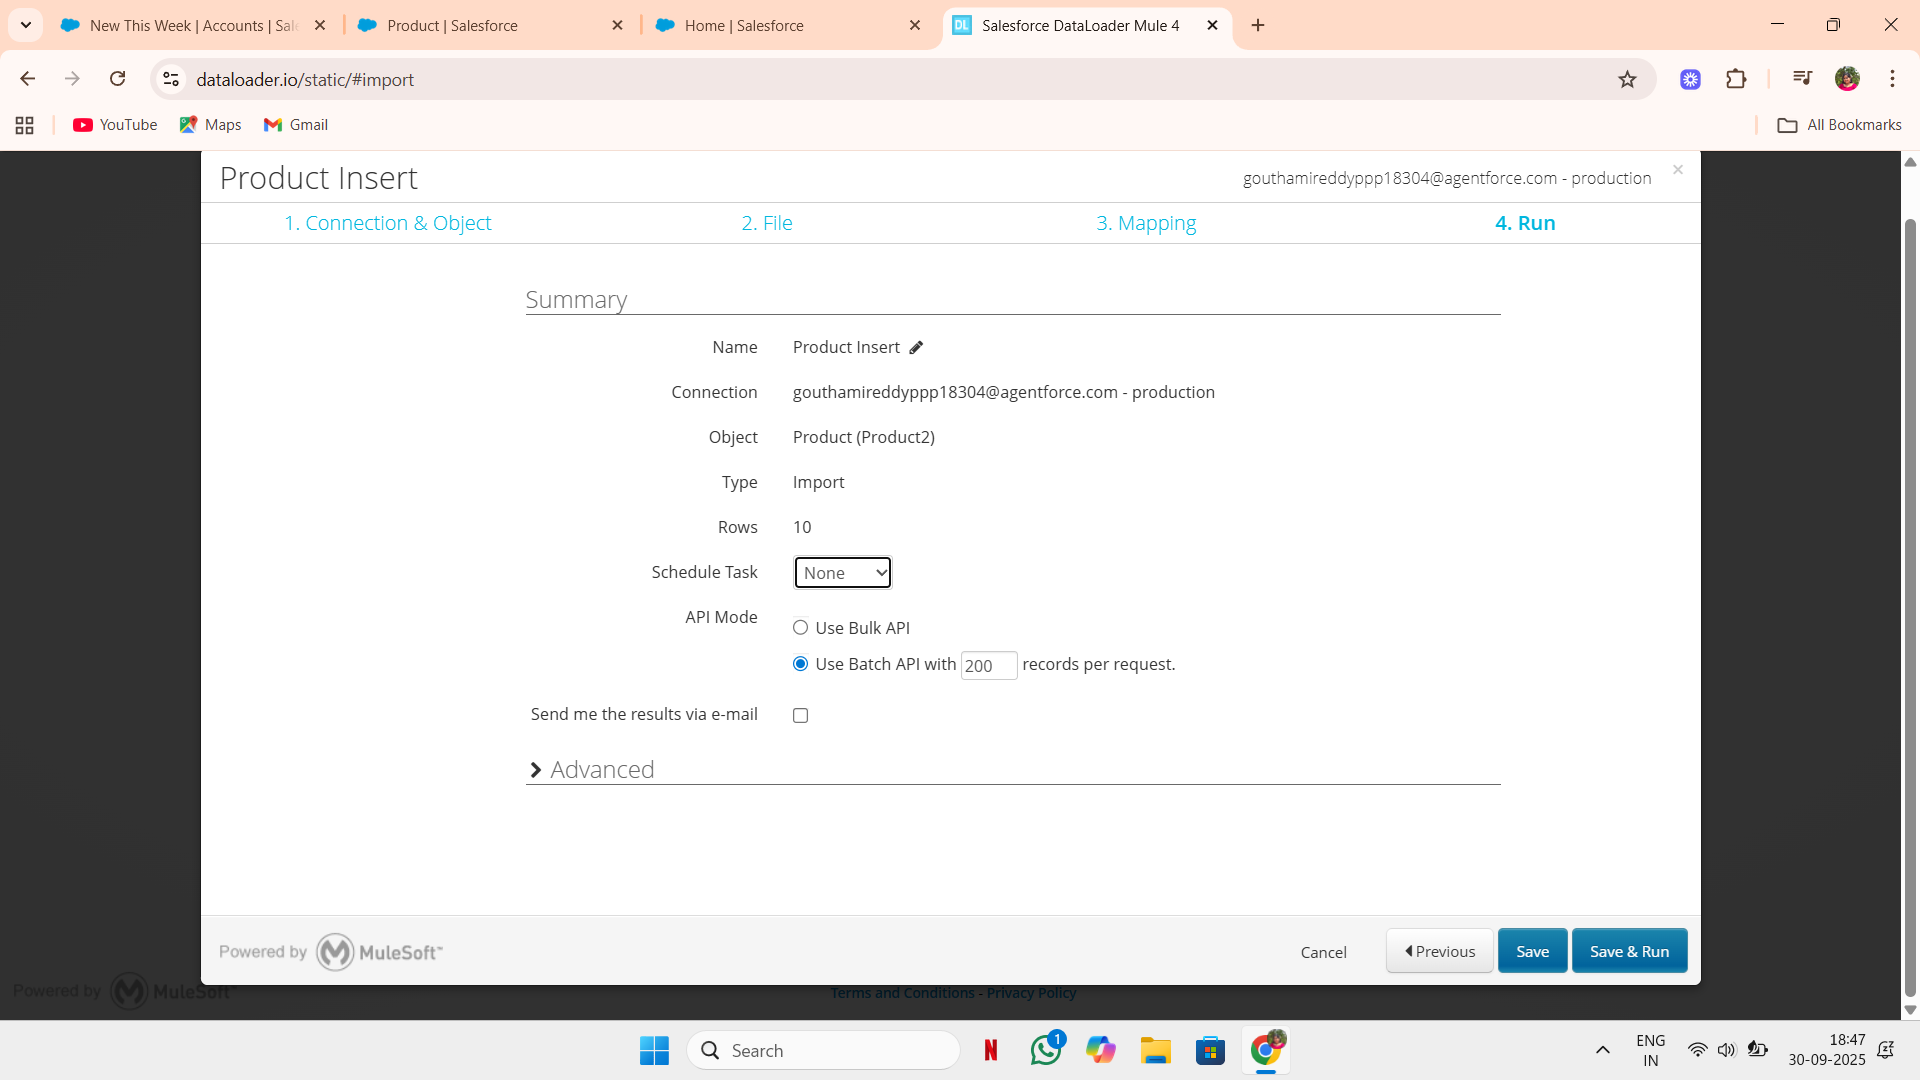 New This Week | Accounts | Sale
Product | Salesforce
Home | Salesforce
DL Salesforce DataLoader Mule 4
dataloader.io/static/#import
YouTube
Maps
Gmail
All Bookmarks
Product Insert
gouthamireddyppp18304@agentforce.com - production
1. Connection & Object
2. File
3. Mapping
4. Run
Summary
Name Product Insert
Connection gouthamireddyppp18304@agentforce.com - production
Object Product (Product2)
Type Import
Rows 10
Schedule Task None
API Mode
Use Bulk API
Use Batch API with 200 records per request.
Send me the results via e-mail
Advanced
Powered by MuleSoft™
Cancel
Previous
Save
Save & Run
Powered by MuleSoft™
Terms and Conditions - Privacy Policy
Search
1
ENG
IN
18:47
30-09-2025